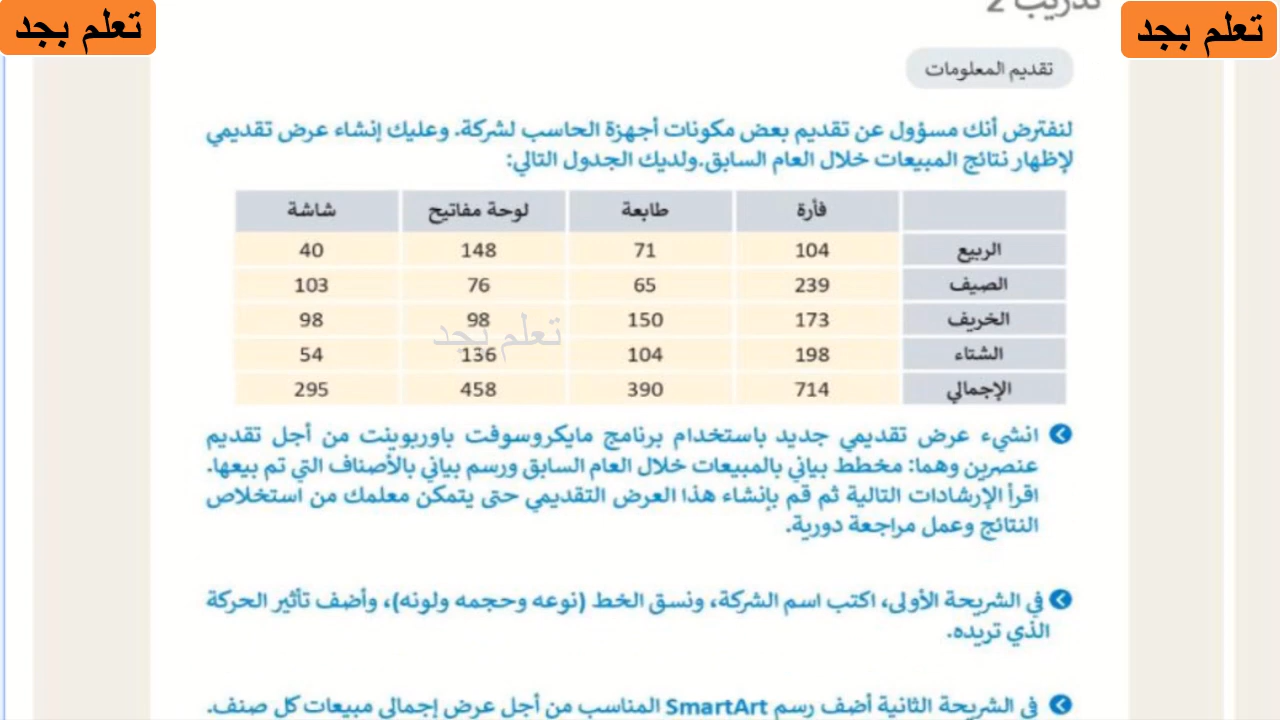 تعلم بجد
تعلم بجد
تدريب 2
تقديم المعلومات
لنفترض أنك مسؤول عن تقديم بعض مكونات أجهزة الحاسب لشركة. وعليك إنشاء عرض تقديمي
لإظهار نتائج المبيعات خلال العام السابق.ولديك الجدول التالي:
فأرة طابعة لوحة مفاتيح شاشة
الربيع 104 71 148 40
الصيف 239 65 76 103
الخريف 173 150 98 98
الشتاء 198 104 136 54
الإجمالي 714 390 458 295
تعلم بجد
انشيء عرض تقديمي جديد باستخدام برنامج مايكروسوفت باوربوينت من أجل تقديم
عنصرين وهما: مخطط بياني بالمبيعات خلال العام السابق ورسم بياني بالأصناف التي تم بيعها.
اقرأ الإرشادات التالية ثم قم بإنشاء هذا العرض التقديمي حتى يتمكن معلمك من استخلاص
النتائج وعمل مراجعة دورية.
في الشريحة الأولى، اكتب اسم الشركة، ونسق الخط (نوعه وحجمه ولونه)، وأضف تأثير الحركة
الذي تريده.
في الشريحة الثانية أضف رسم SmartArt المناسب من أجل عرض إجمالي مبيعات كل صنف.